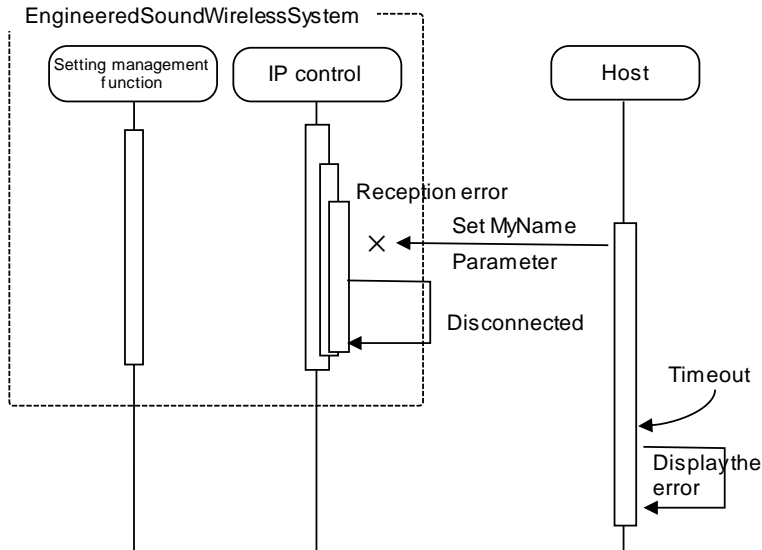 EngineeredSoundWirelessSystem
Setting management
function
IP control
Host
Reception error
Set MyName
Parameter
Disconnected
Timeout
Display the
error